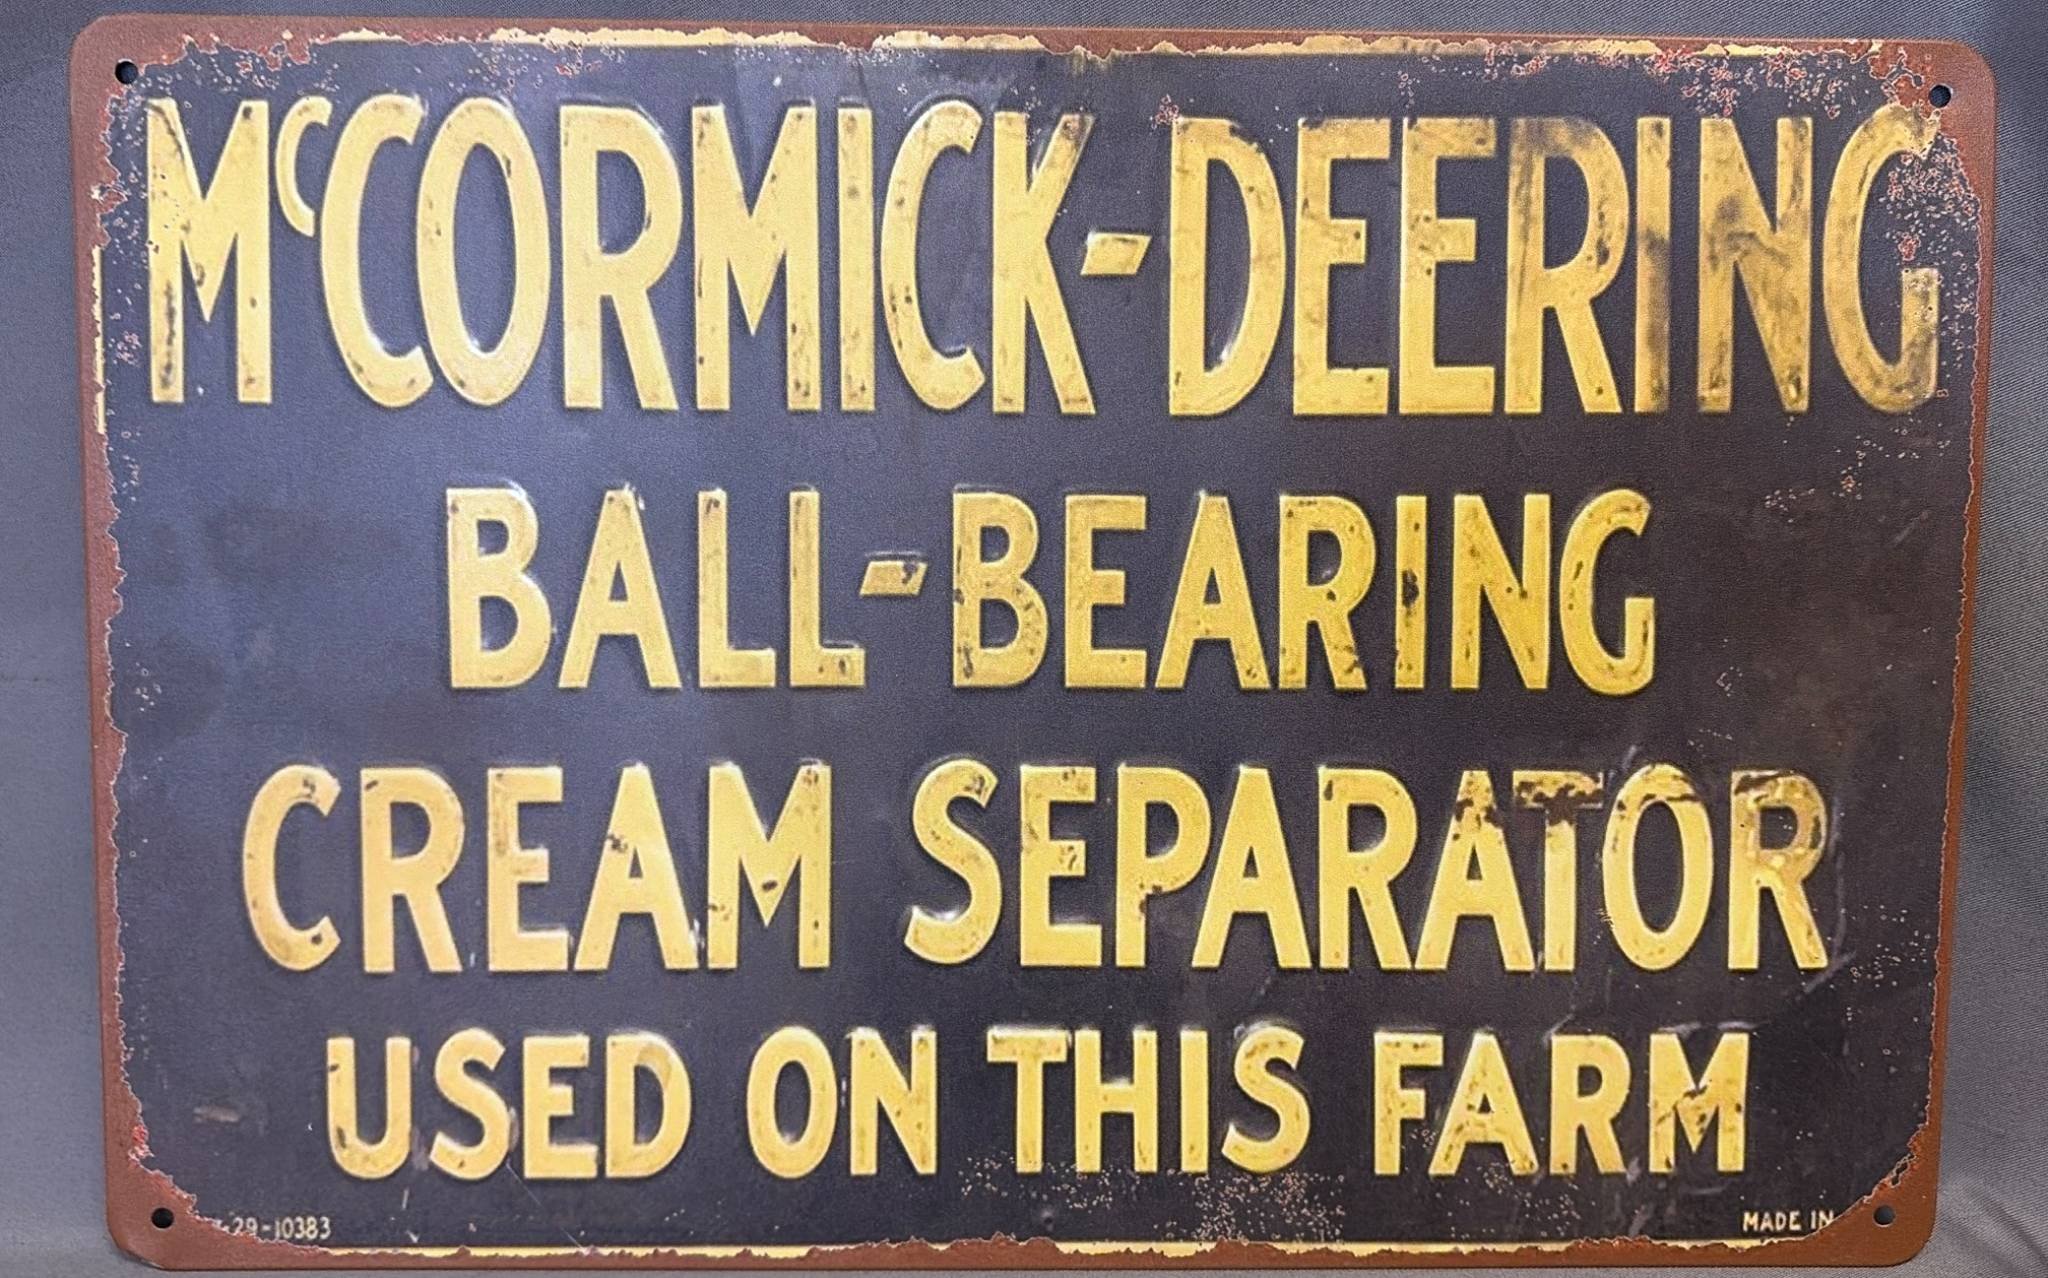 McCORMICK-DEERING
BALL-BEARING
CREAM SEPARATOR
USED ON THIS FARM
-29-10383
MADE IN